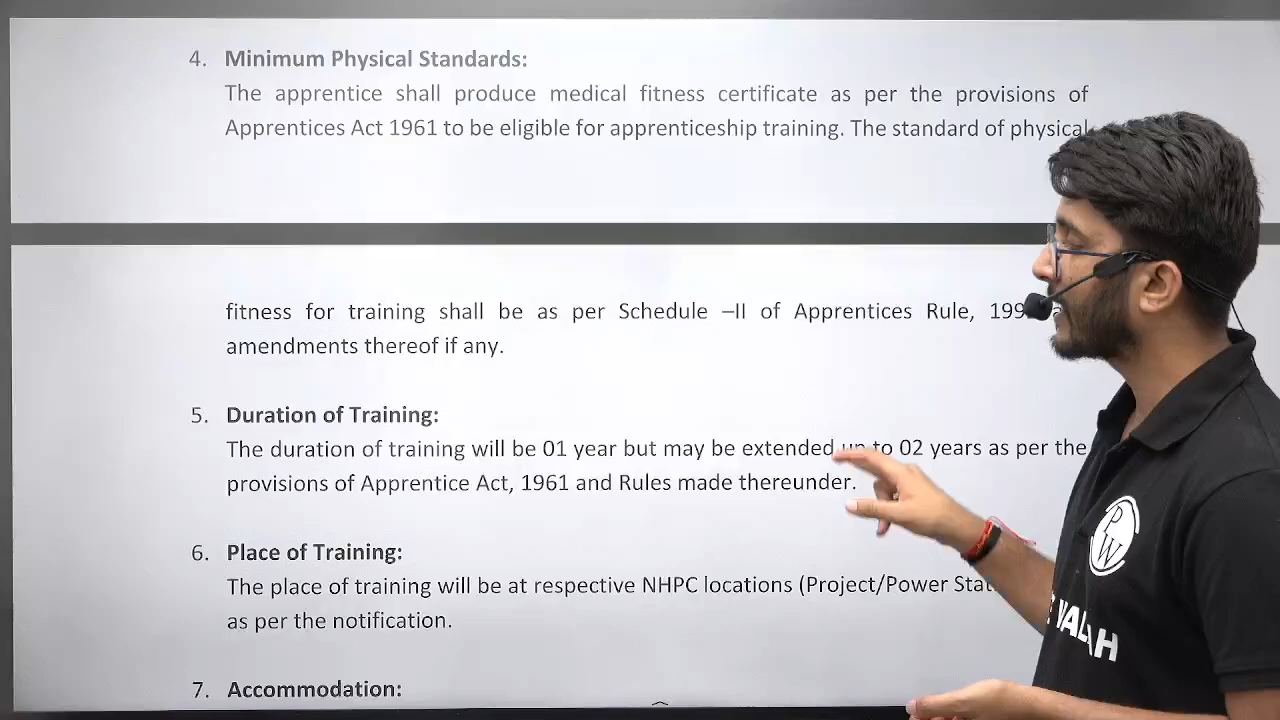 4. Minimum Physical Standards:
The apprentice shall produce medical fitness certificate as per the provisions of
Apprentices Act 1961 to be eligible for apprenticeship training. The standard of physical
fitness for training shall be as per Schedule –II of Apprentices Rule,
amendments thereof if any.
5. Duration of Training:
The duration of training will be 01 year but may be extended up to 02 years as per the
provisions of Apprentice Act, 1961 and Rules made thereunder.
6. Place of Training:
The place of training will be at respective NHPC locations (Project/Power
as per the notification.
7. Accommodation:
PW